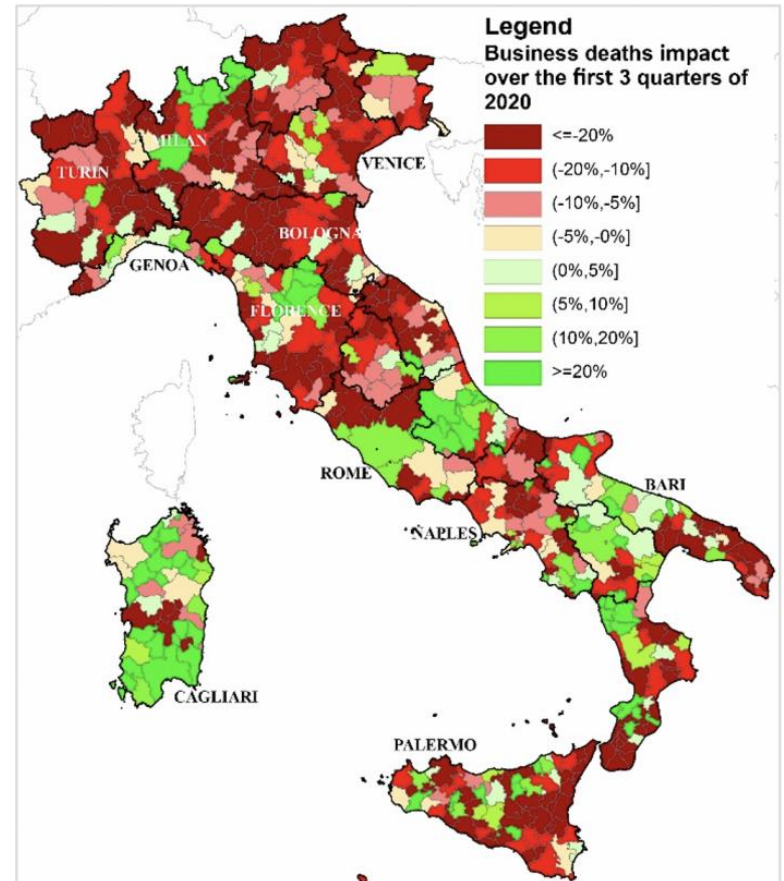 Legend
Business deaths impact
over the first 3 quarters of
2020
<=-20%
(-20%,-10%]
(-10%,-5%]
(-5%,-0%]
(0%,5%]
(5%,10%]
(10%,20%]
>=20%
MILAN
VENICE
TURIN
BOLOGNA
GENOA
FLORENCE
ROME
BARI
NAPLES
CAGLIARI
PALERMO